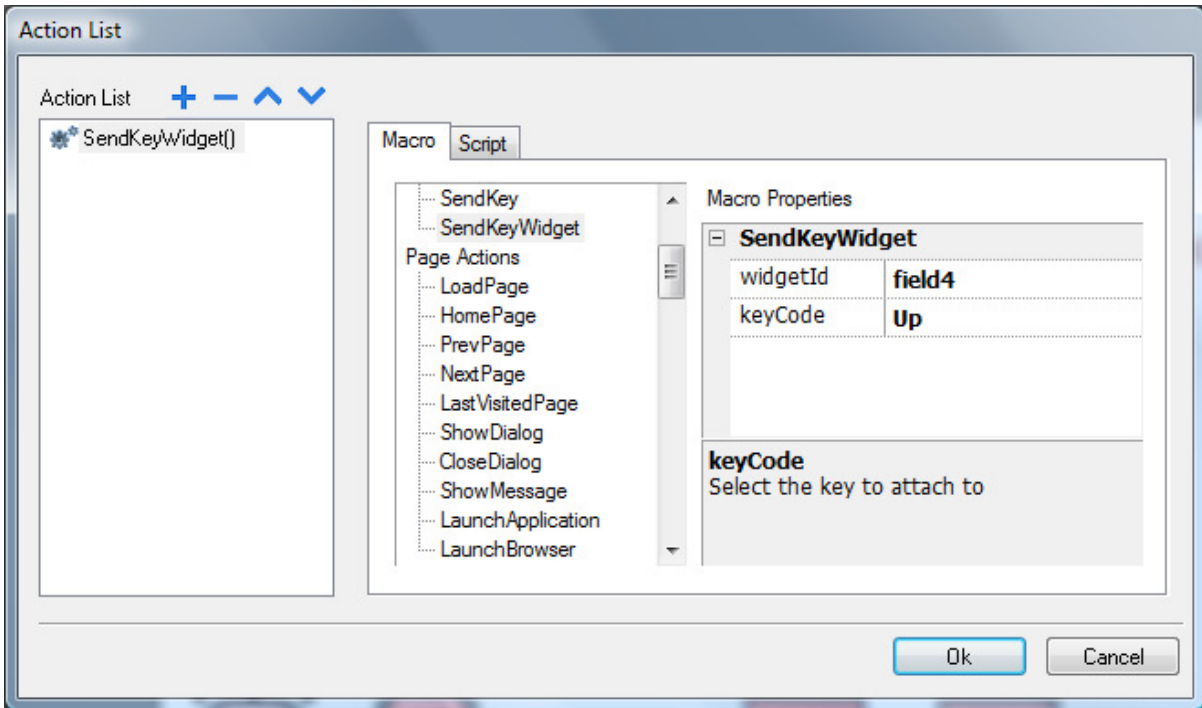 Action List
Action List
SendKeyWidget()
Macro
Script
SendKey
SendKeyWidget
Page Actions
LoadPage
HomePage
PrevPage
NextPage
LastVisitedPage
ShowDialog
CloseDialog
ShowMessage
LaunchApplication
LaunchBrowser
Macro Properties
SendKeyWidget
widgetId field4
keyCode Up
keyCode
Select the key to attach to
Ok
Cancel